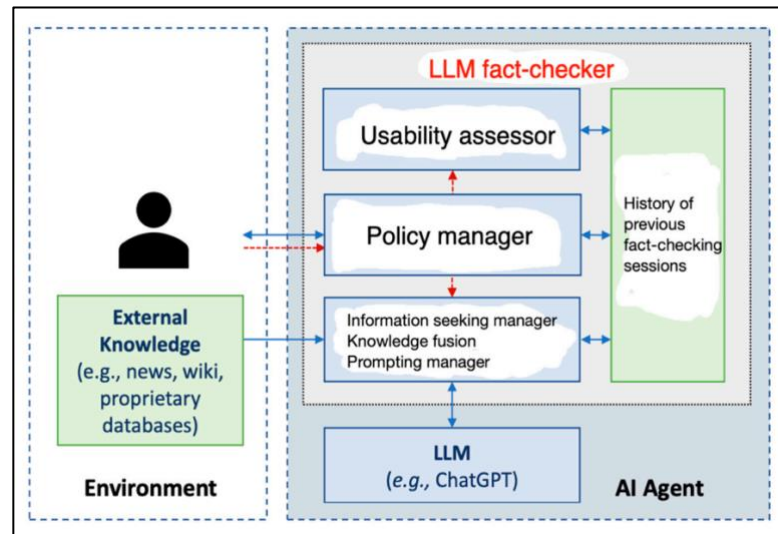 LLM fact-checker
Usability assessor
Policy manager
History of
previous
fact-checking
sessions
Information seeking manager
Knowledge fusion
Prompting manager
External
Knowledge
(e.g., news, wiki,
proprietary
databases)
LLM
(e.g., ChatGPT)
Environment
AI Agent